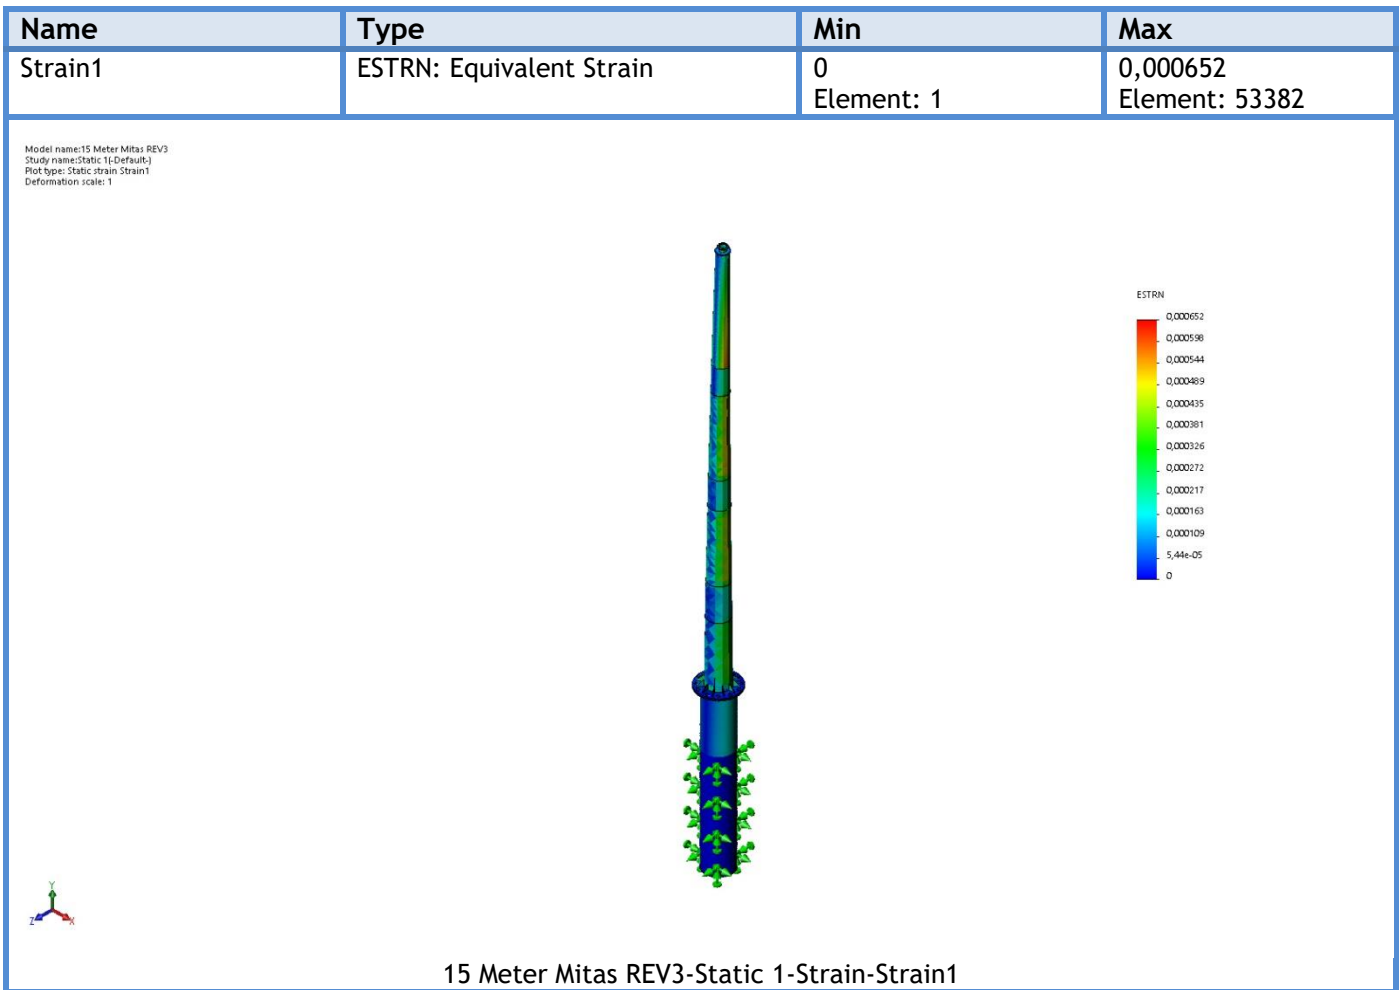 Name Type Min Max
Strain1 ESTRN: Equivalent Strain 0 0,000652
Element: 1 Element: 53382
Model name:15 Meter Mitas REV3
Study name:Static 1(-Default-)
Plot type: Static strain Strain1
Deformation scale: 1
ESTRN
0,000652
0,000598
0,000544
0,000489
0,000435
0,000381
0,000326
0,000272
0,000217
0,000163
0,000109
5,44e-05
0
Y
Z X
15 Meter Mitas REV3-Static 1-Strain-Strain1